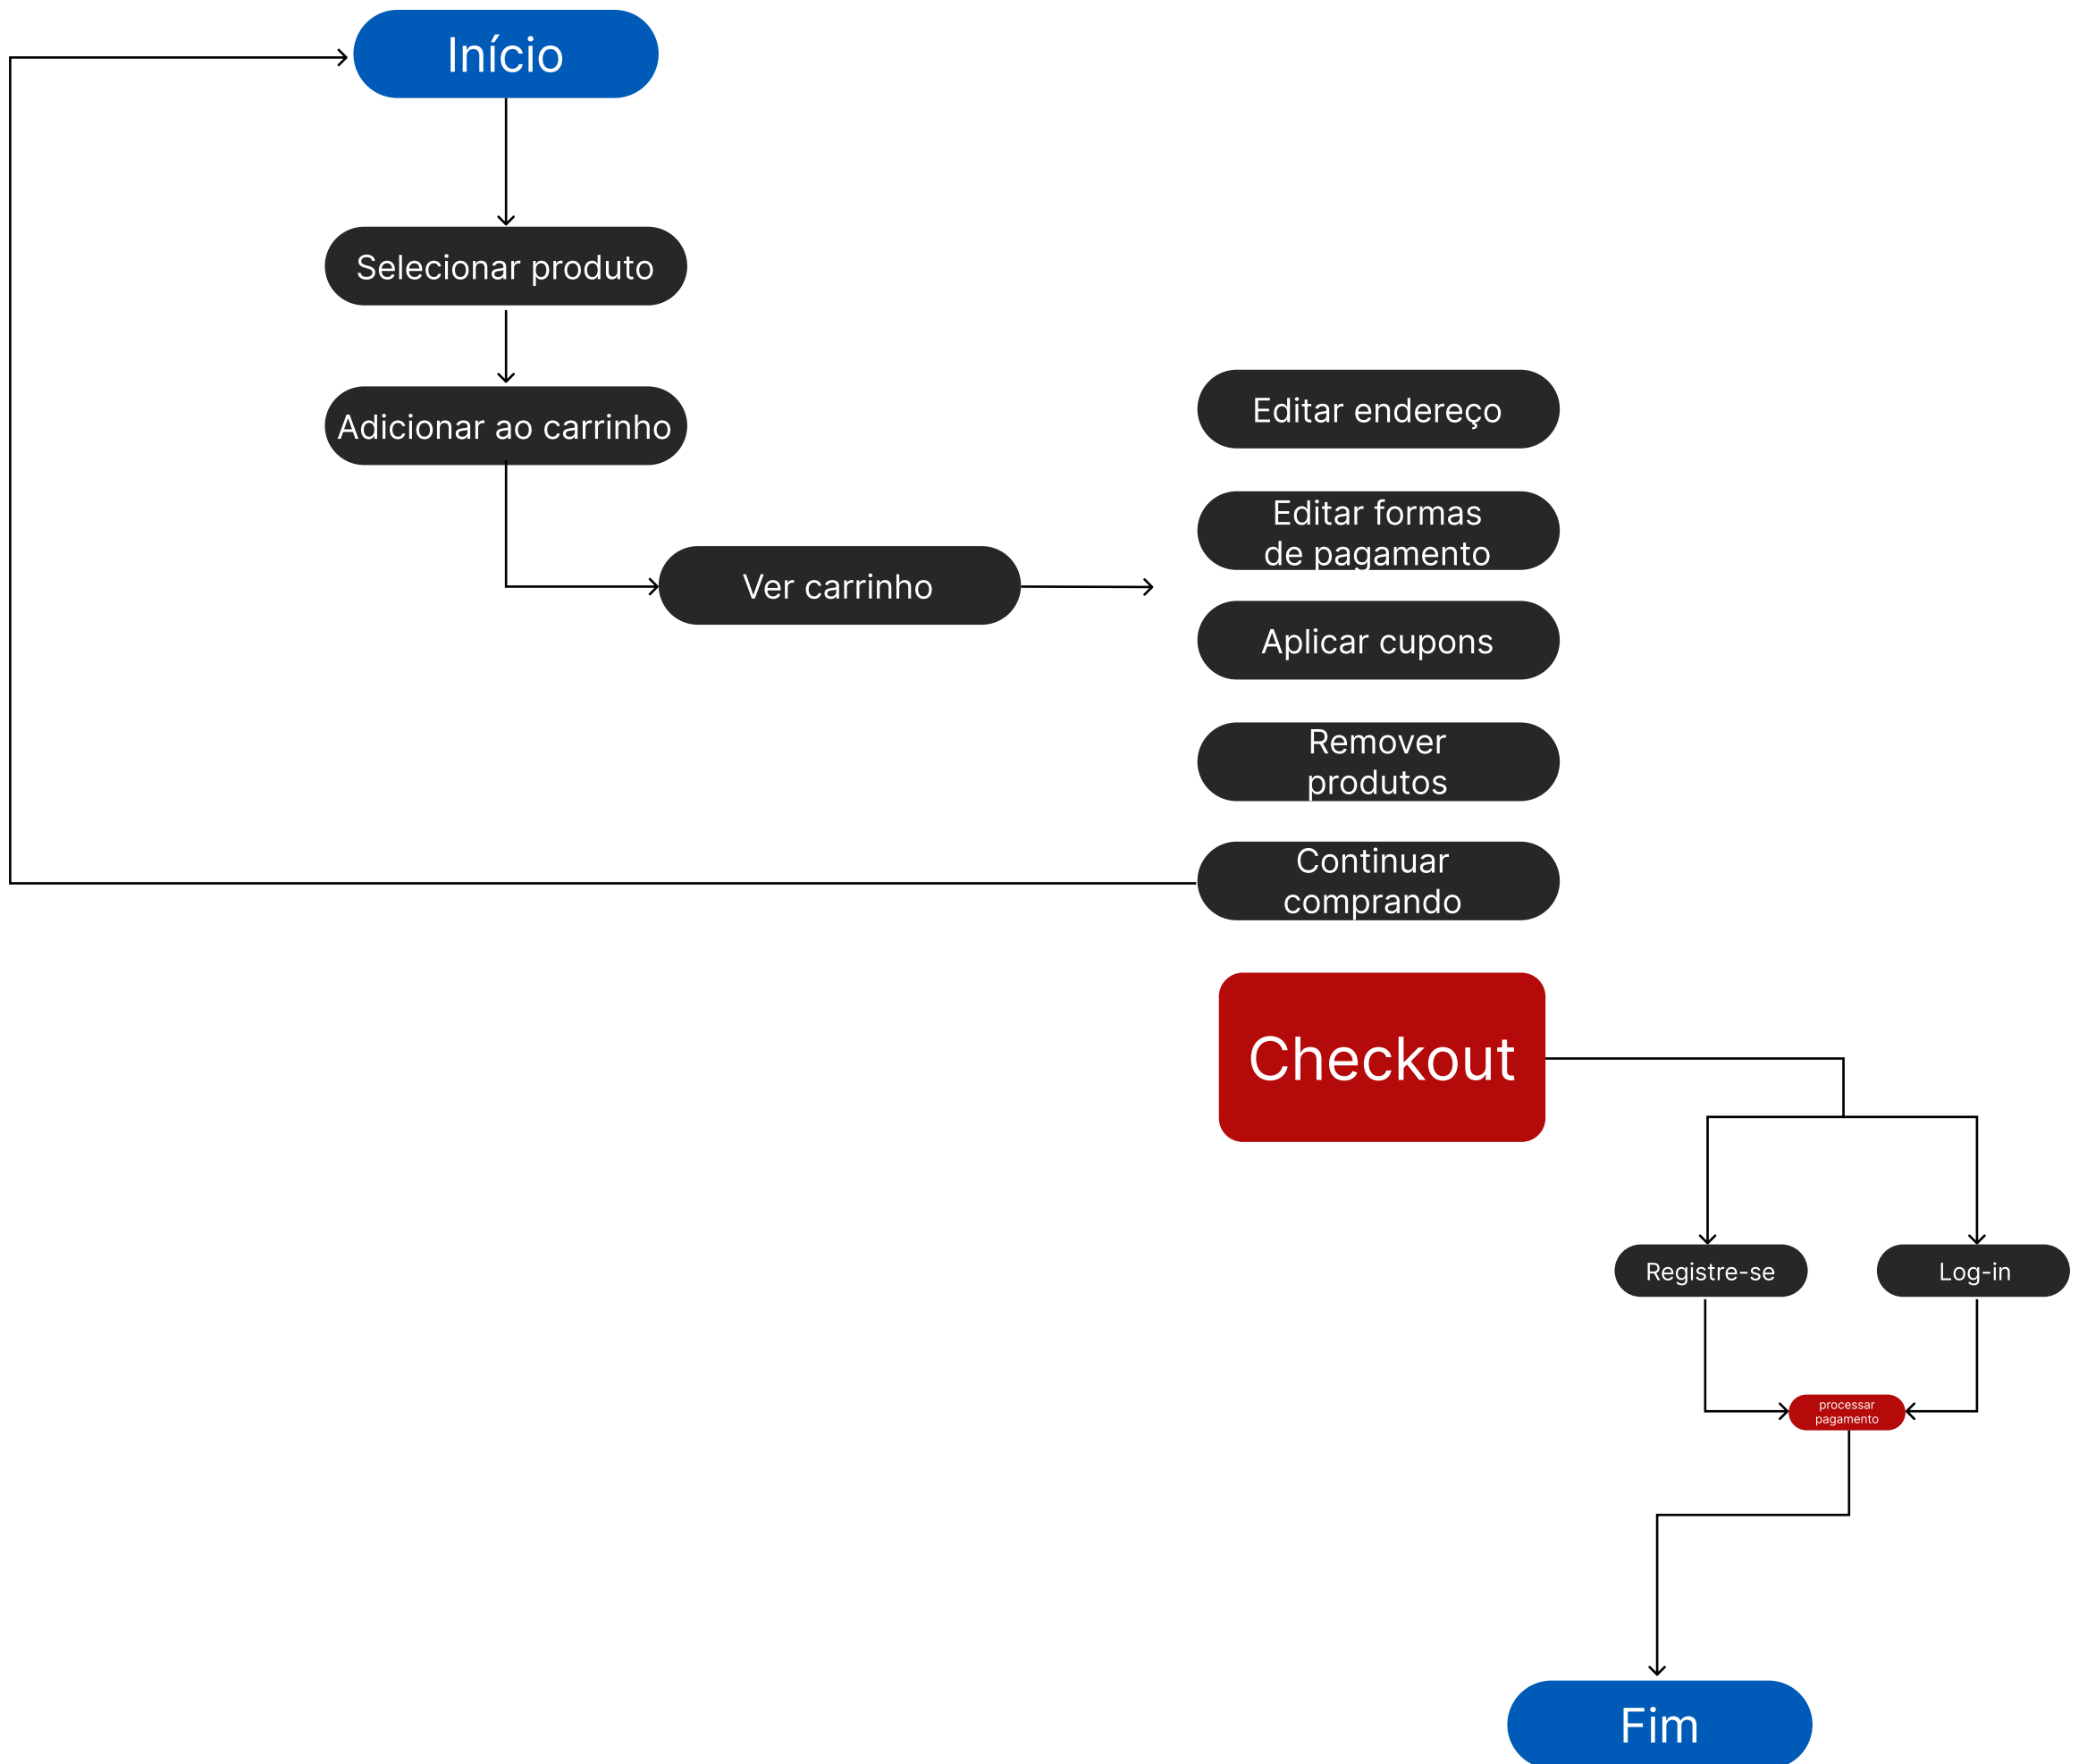 Início
Selecionar produto
Adicionar ao carrinho
Ver carrinho
Editar endereço
Editar formas
de pagamento
Aplicar cupons
Remover
produtos
Continuar
comprando
Checkout
Registre-se
Log-in
processar
pagamento
Fim